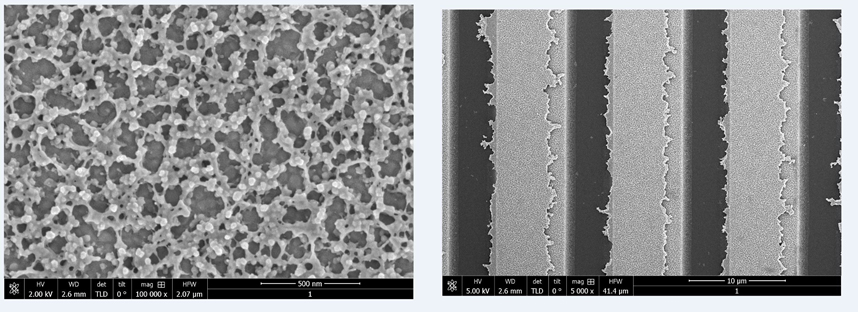 HV WD det tilt mag HFW 500 nm
2.00 kV 2.6 mm TLD 0 ° 100 000 x 2.07 µm 1
HV WD det tilt mag HFW 10 µm
5.00 kV 2.6 mm TLD 0 ° 5 000 x 41.4 µm 1